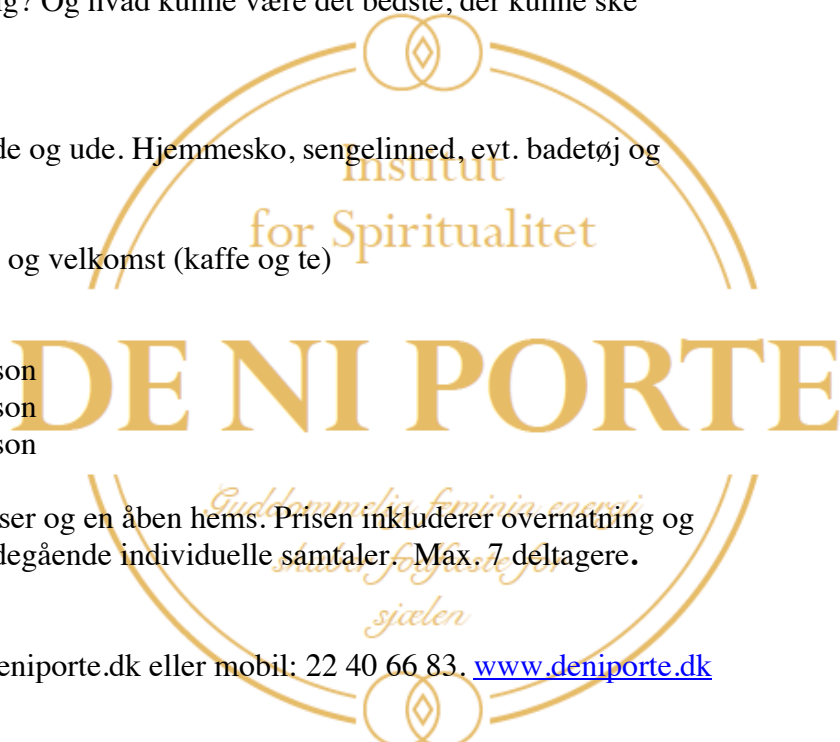 g? Og hvad kunne være det bedste, der kunne ske
de og ude. Hjemmesko, sengelinned, evt. badetøj og
Institut
for Spiritualitet
og velkomst (kaffe og te)
DE NI PORTE
son
son
son
Guddommelig feminin energi
ser og en åben hems. Prisen inkluderer overnatning og
degående individuelle samtaler. Max. 7 deltagere.
skaber fodfæste for
sjælen
eniporte.dk eller mobil: 22 40 66 83. www.deniporte.dk